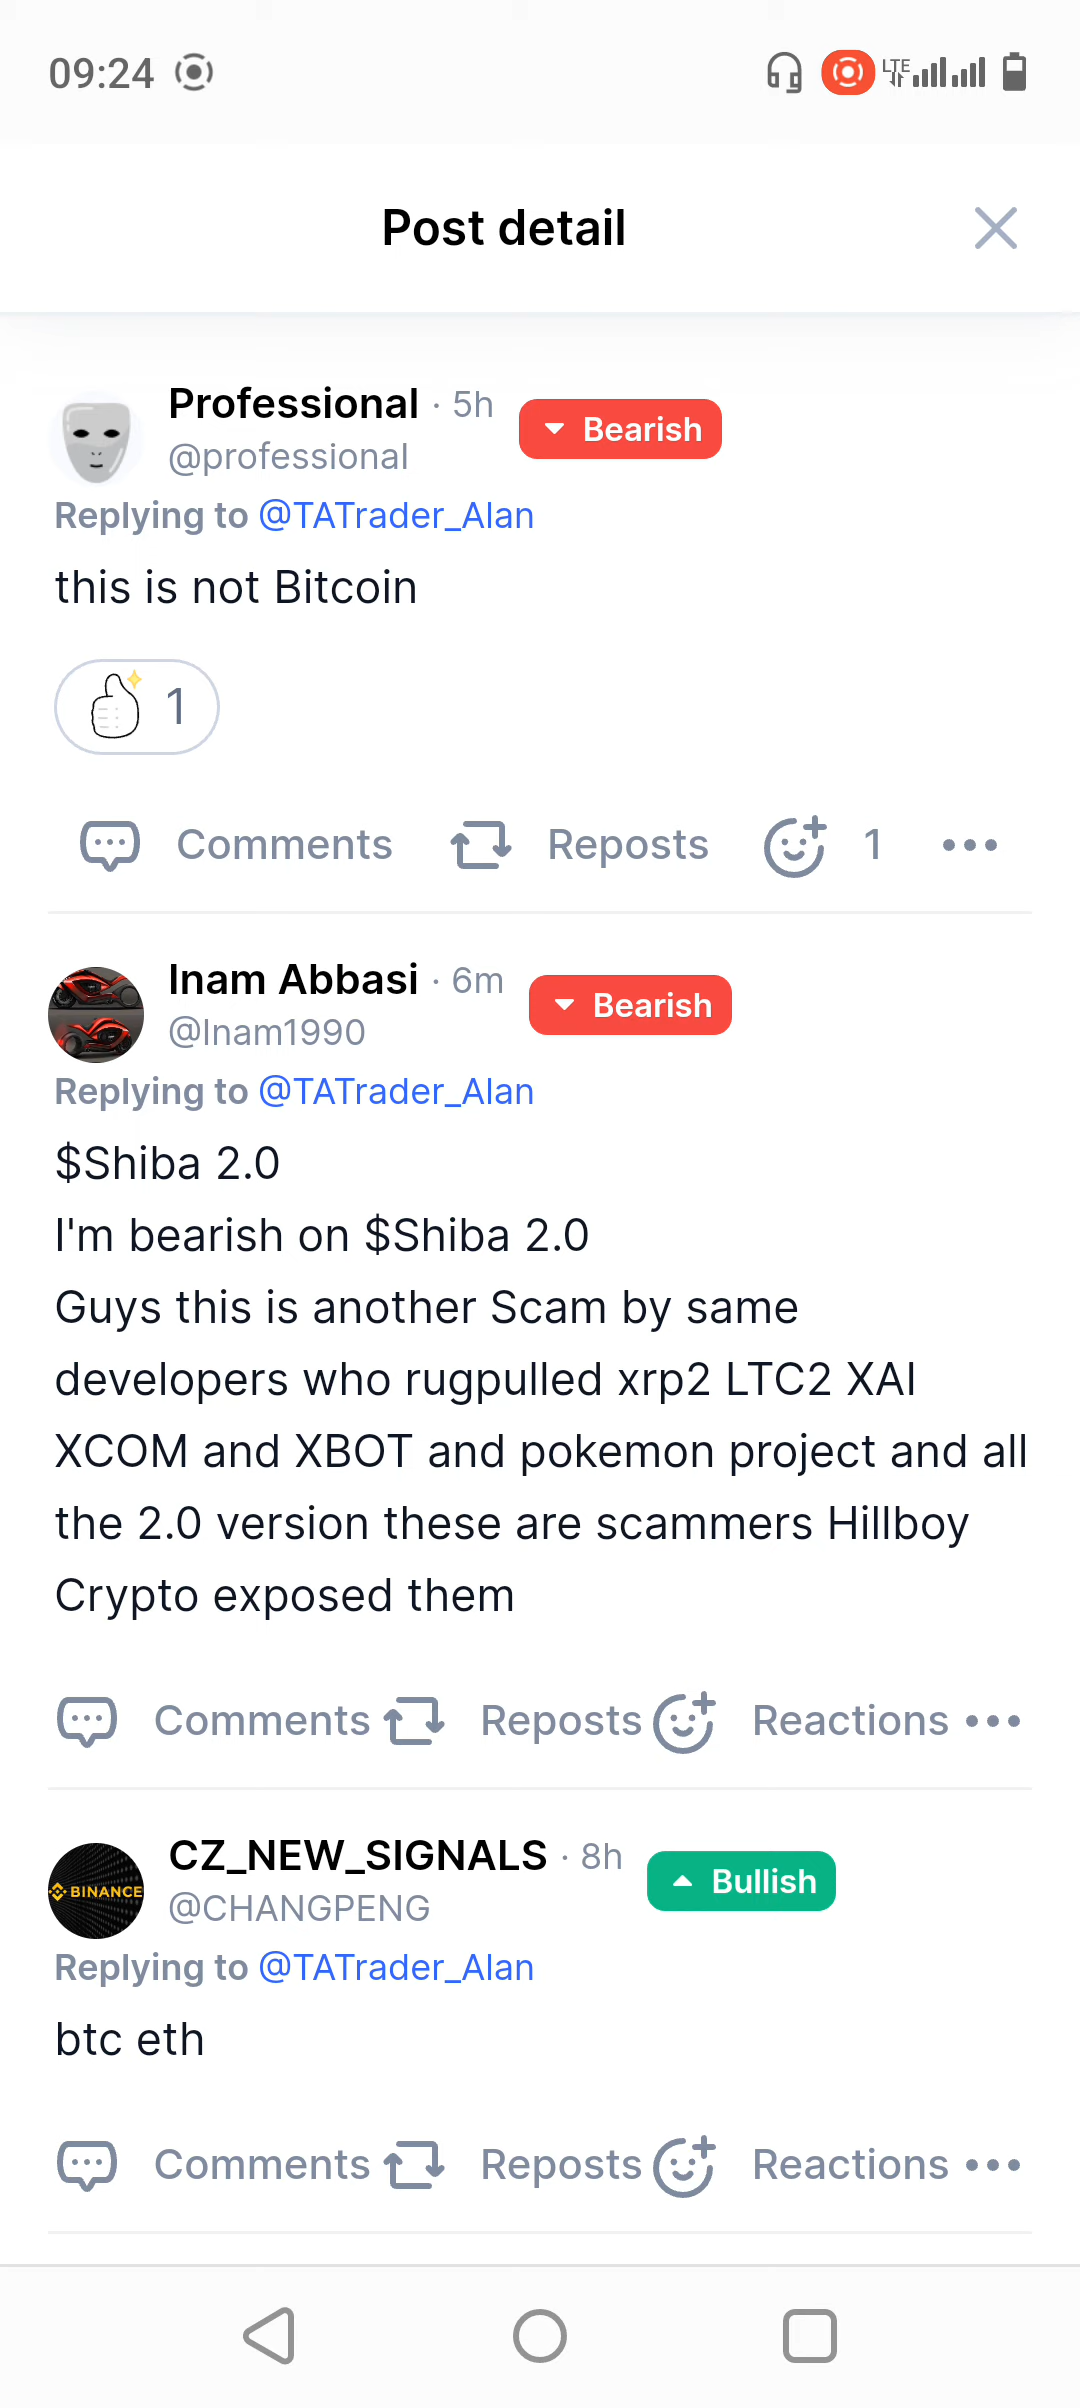 09:24
LTE
Post detail
Professional · 5h
Bearish
@professional
Replying to @TATrader_Alan
this is not Bitcoin
1
Comments Reposts 1
Inam Abbasi · 6m
Bearish
@Inam1990
Replying to @TATrader_Alan
$Shiba 2.0
I'm bearish on $Shiba 2.0
Guys this is another Scam by same
developers who rugpulled xrp2 LTC2 XAI
XCOM and XBOT and pokemon project and all
the 2.0 version these are scammers Hillboy
Crypto exposed them
Comments Reposts Reactions
CZ_NEW_SIGNALS · 8h
Bullish
BINANCE
@CHANGPENG
Replying to @TATrader_Alan
btc eth
Comments Reposts Reactions